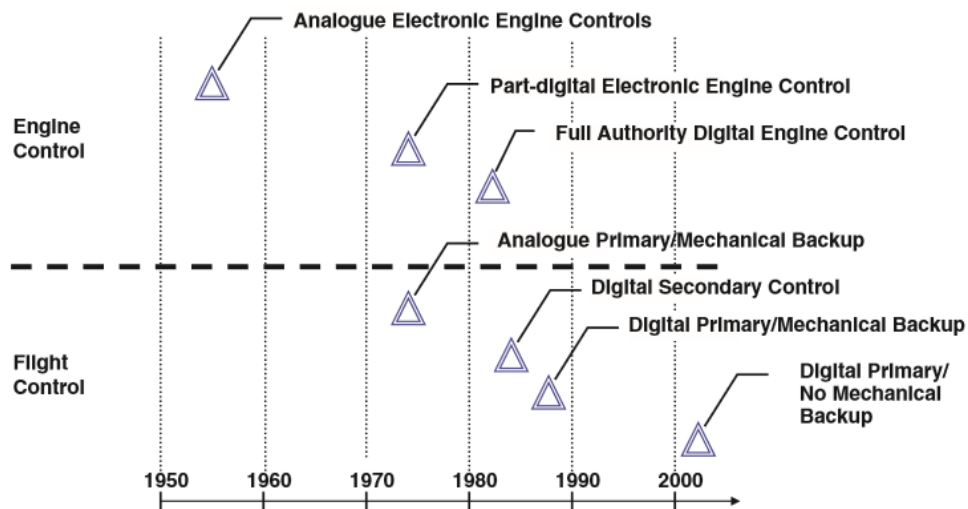 Analogue Electronic Engine Controls
Part-digital Electronic Engine Control
Engine
Control
Full Authority Digital Engine Control
Analogue Primary/Mechanical Backup
Digital Secondary Control
Digital Primary/Mechanical Backup
Flight
Control
Digital Primary/
No Mechanical
Backup
1950 1960 1970 1980 1990 2000